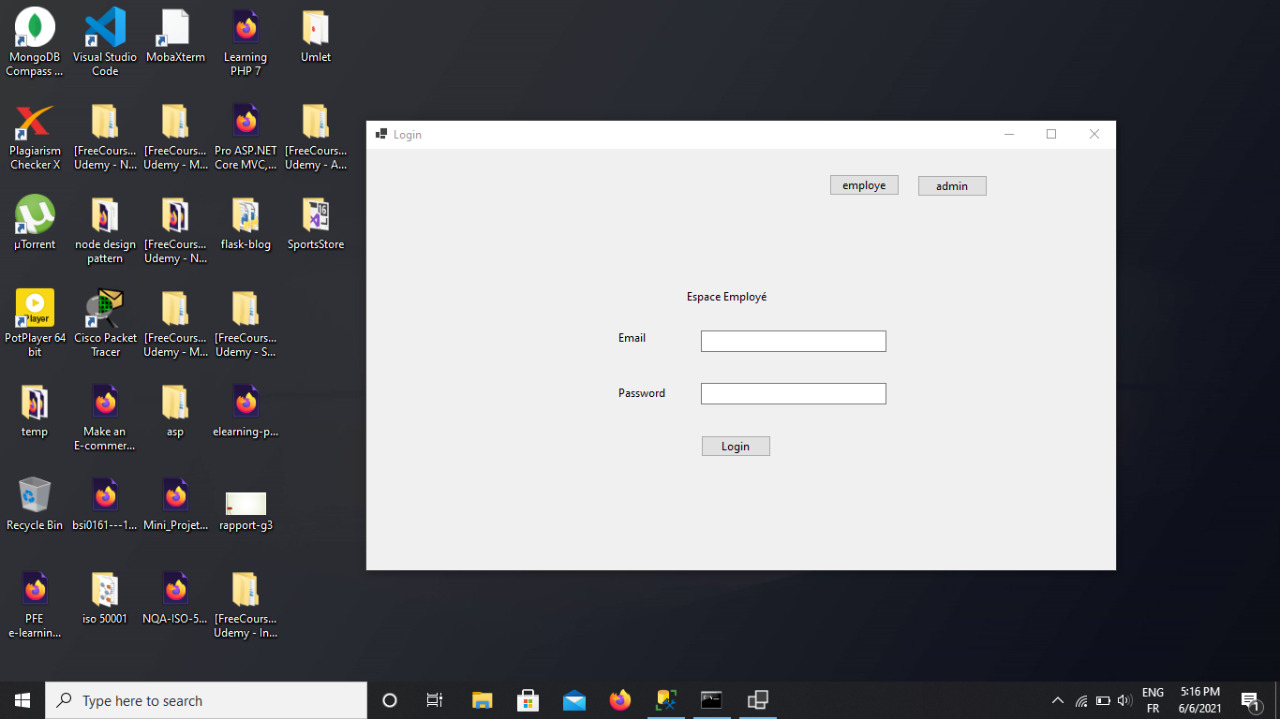 MongoDB
Compass ...
Visual Studio
Code
MobaXterm
Learning
PHP 7
Umlet
Plagiarism
Checker X
[FreeCours...
Udemy - N...
[FreeCours...
Udemy - M...
Pro ASP.NET
Core MVC,...
[FreeCours...
Udemy - A...
µTorrent
node design
pattern
[FreeCours...
Udemy - N...
flask-blog
SportsStore
PotPlayer 64
bit
Cisco Packet
Tracer
[FreeCours...
Udemy - M...
[FreeCours...
Udemy - S...
temp
Make an
E-commer...
asp
elearning-p...
Recycle Bin
bsi0161---1...
Mini_Projet...
rapport-g3
PFE
e-learnin...
iso 50001
NQA-ISO-5...
[FreeCours...
Udemy - In...
Login
employe
admin
Espace Employé
Email
Password
Login
Type here to search
ENG
FR
5:16 PM
6/6/2021
1